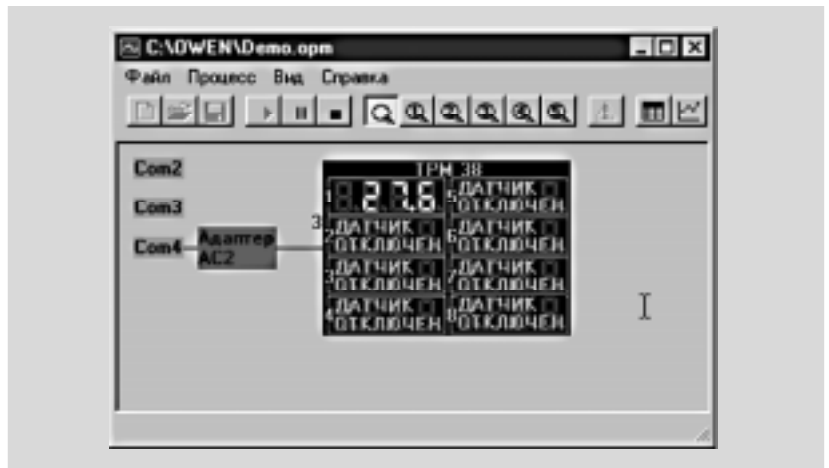 C:\OWEN\Demo.opm
Файл Процесс Вид Справка
Com2
Com3
Com4
Адаптер
АС2
3
ТРМ 38
1 27.6
2 ДАТЧИК
ОТКЛЮЧЕН
3 ДАТЧИК
ОТКЛЮЧЕН
4 ДАТЧИК
ОТКЛЮЧЕН
5 ДАТЧИК
ОТКЛЮЧЕН
6 ДАТЧИК
ОТКЛЮЧЕН
7 ДАТЧИК
ОТКЛЮЧЕН
8 ДАТЧИК
ОТКЛЮЧЕН